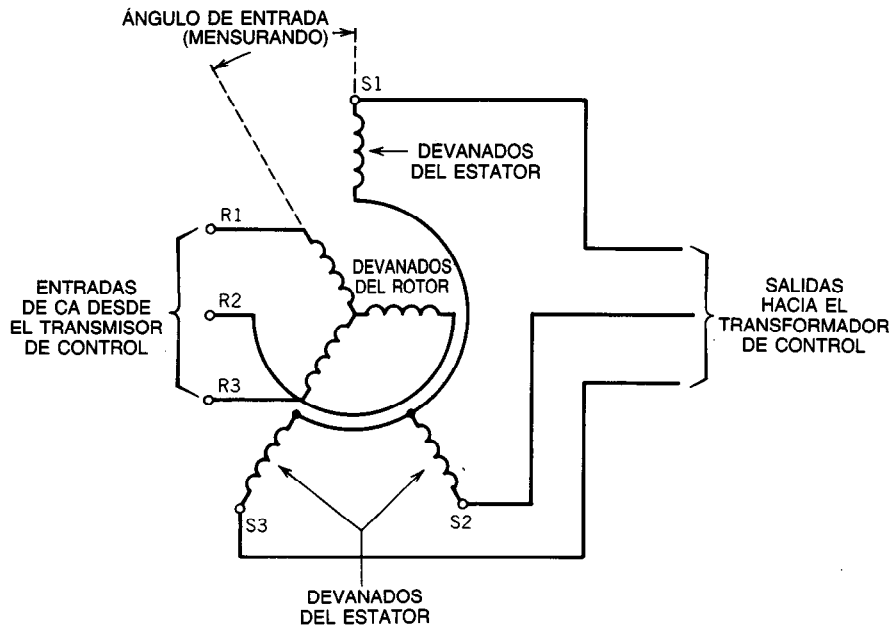 ÁNGULO DE ENTRADA
(MENSURANDO)
S1
DEVANADOS
DEL ESTATOR
R1
DEVANADOS
DEL ROTOR
ENTRADAS
DE CA DESDE
EL TRANSMISOR
DE CONTROL
R2
SALIDAS
HACIA EL
TRANSFORMADOR
DE CONTROL
R3
S3
S2
DEVANADOS
DEL ESTATOR